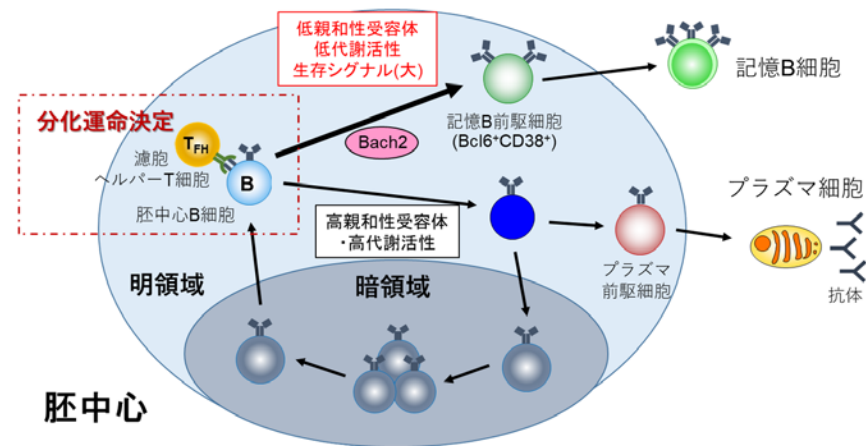 低親和性受容体
低代謝活性
生存シグナル(大)
記憶B細胞
分化運命決定
TFH
濾胞
ヘルパーT細胞
B
胚中心B細胞
Bach2
記憶B前駆細胞
(Bcl6+CD38+)
高親和性受容体
・高代謝活性
プラズマ細胞
プラズマ
前駆細胞
抗体
明領域
暗領域
胚中心